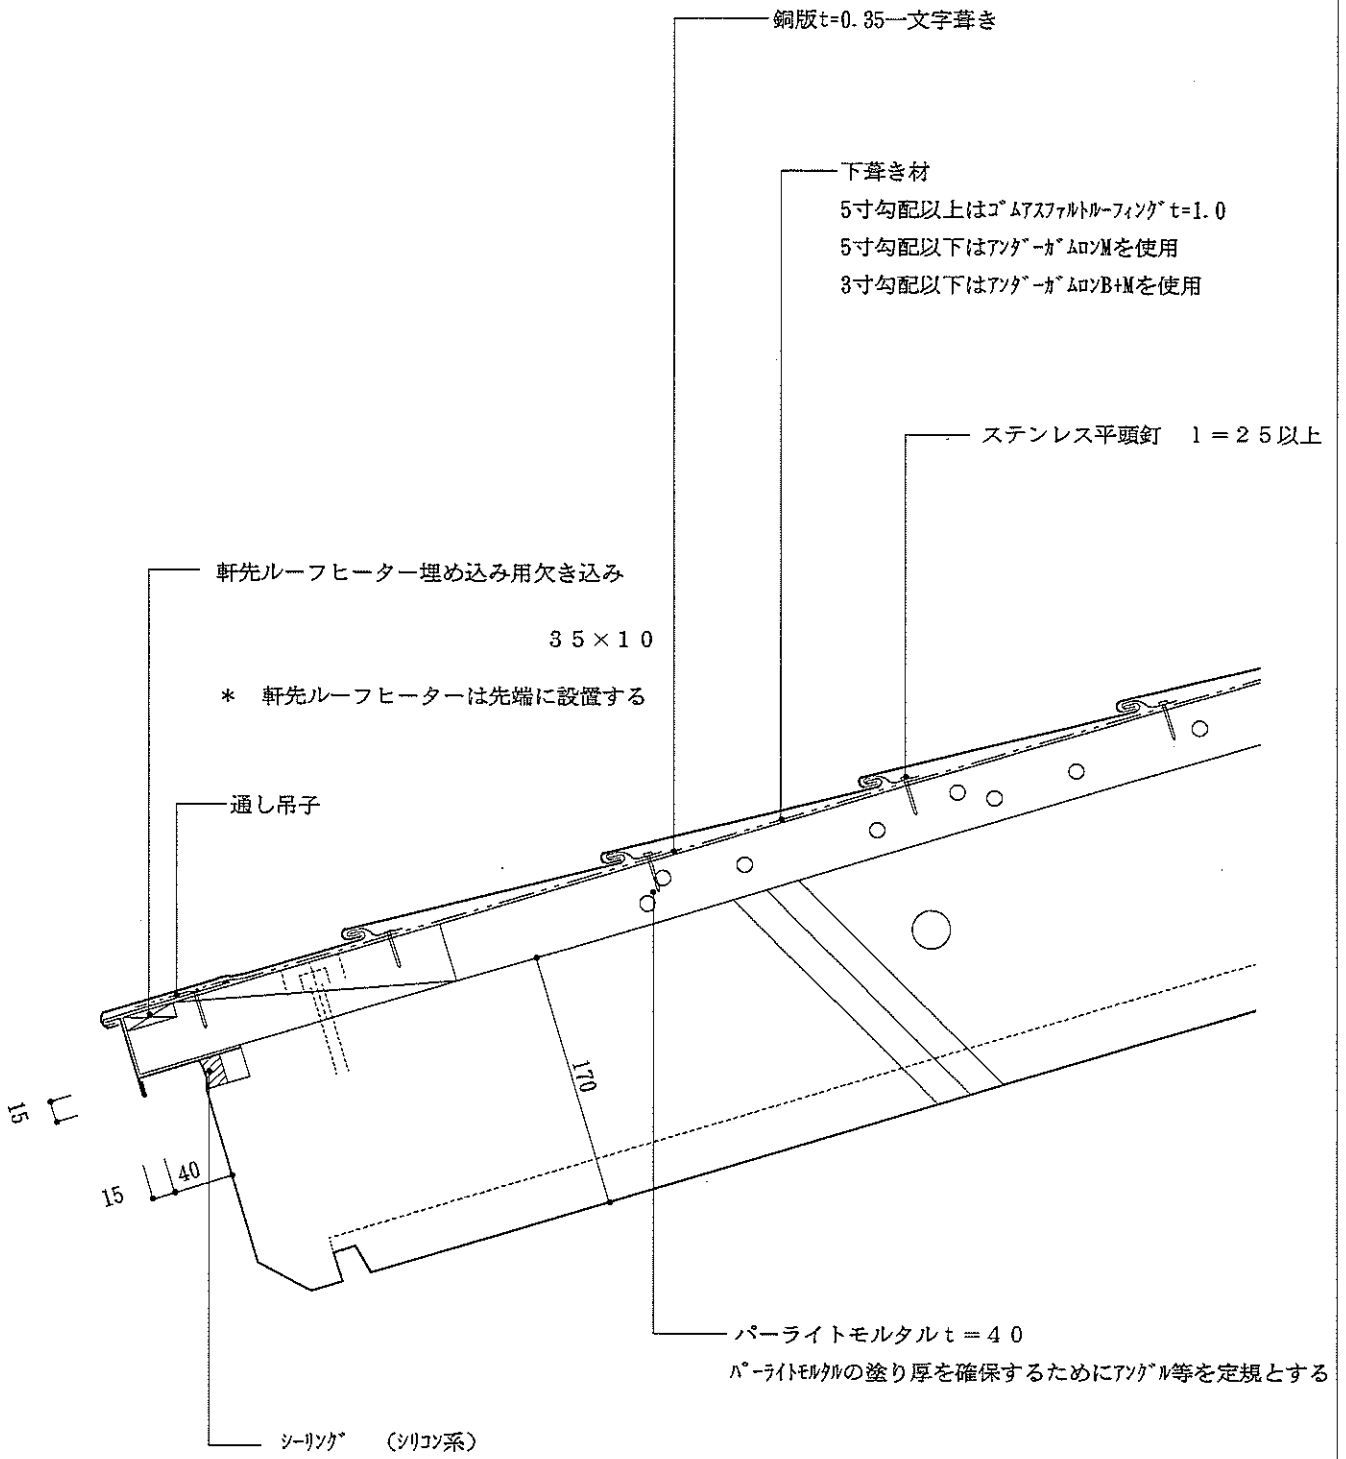 銅版t=0.35一文字葺き
下葺き材
5寸勾配以上はｺﾞﾑｱｽﾌｧﾙﾄﾙｰﾌｨﾝｸﾞt=1.0
5寸勾配以下はｱﾝﾀﾞｰｶﾞﾑﾛﾝMを使用
3寸勾配以下はｱﾝﾀﾞｰｶﾞﾑﾛﾝB+Mを使用
ステンレス平頭釘　ｌ＝２５以上
軒先ルーフヒーター埋め込み用欠き込み
３５×１０
＊　軒先ルーフヒーターは先端に設置する
通し吊子
170
15
15
40
パーライトモルタルｔ＝４０
ﾊﾟｰﾗｲﾄﾓﾙﾀﾙの塗り厚を確保するためにｱﾝｸﾞﾙ等を定規とする
ｼｰﾘﾝｸﾞ　（ｼﾘｺﾝ系）